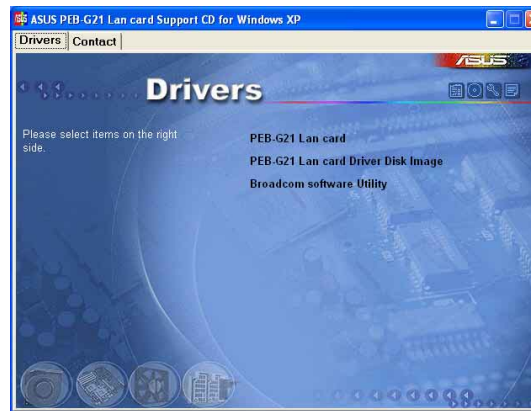 ASUS PEB-G21 Lan card Support CD for Windows XP
Drivers Contact
ASUS
Drivers
Please select items on the right
side.
PEB-G21 Lan card
PEB-G21 Lan card Driver Disk Image
Broadcom software Utility